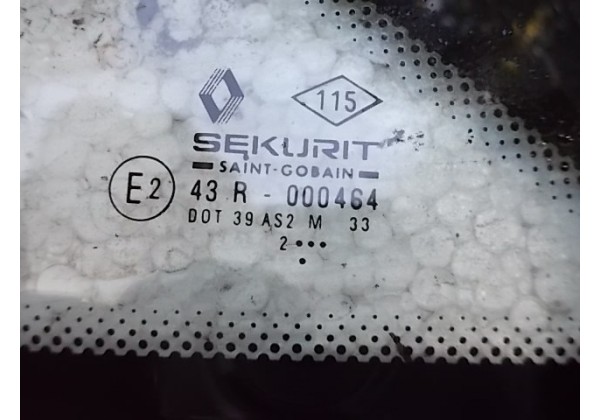 115
SEKURIT
SAINT-GOBAIN
E2
43 R - 000464
DOT 39 AS2 M 33
2•••
•